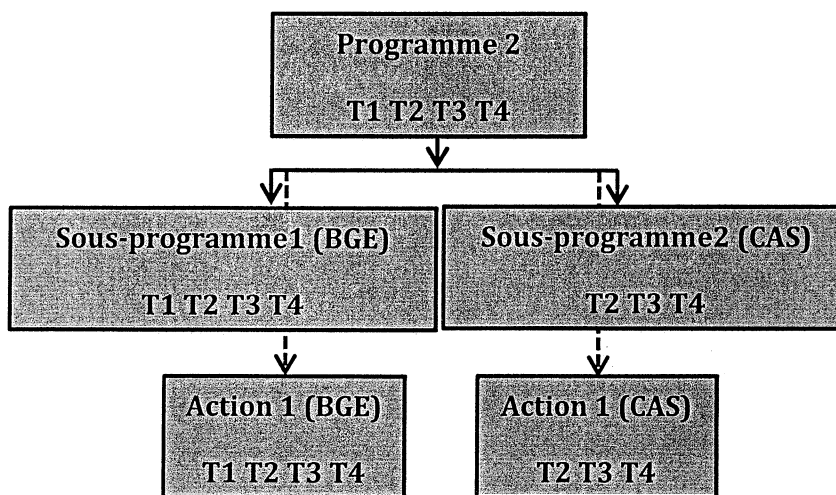 Programme 2
T1 T2 T3 T4
Sous-programme1 (BGE)
T1 T2 T3 T4
Sous-programme2 (CAS)
T2 T3 T4
Action 1 (BGE)
T1 T2 T3 T4
Action 1 (CAS)
T2 T3 T4